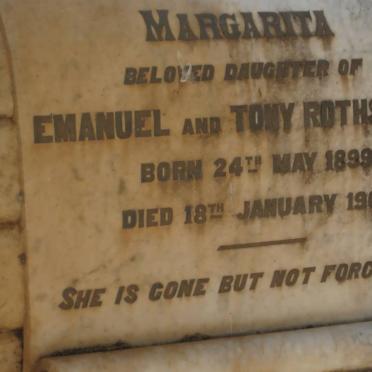 MARGARITA
BELOVED DAUGHTER OF
EMANUEL AND TONY ROTHS
BORN 24TH MAY 1899
DIED 18TH JANUARY 19
SHE IS GONE BUT NOT FORG